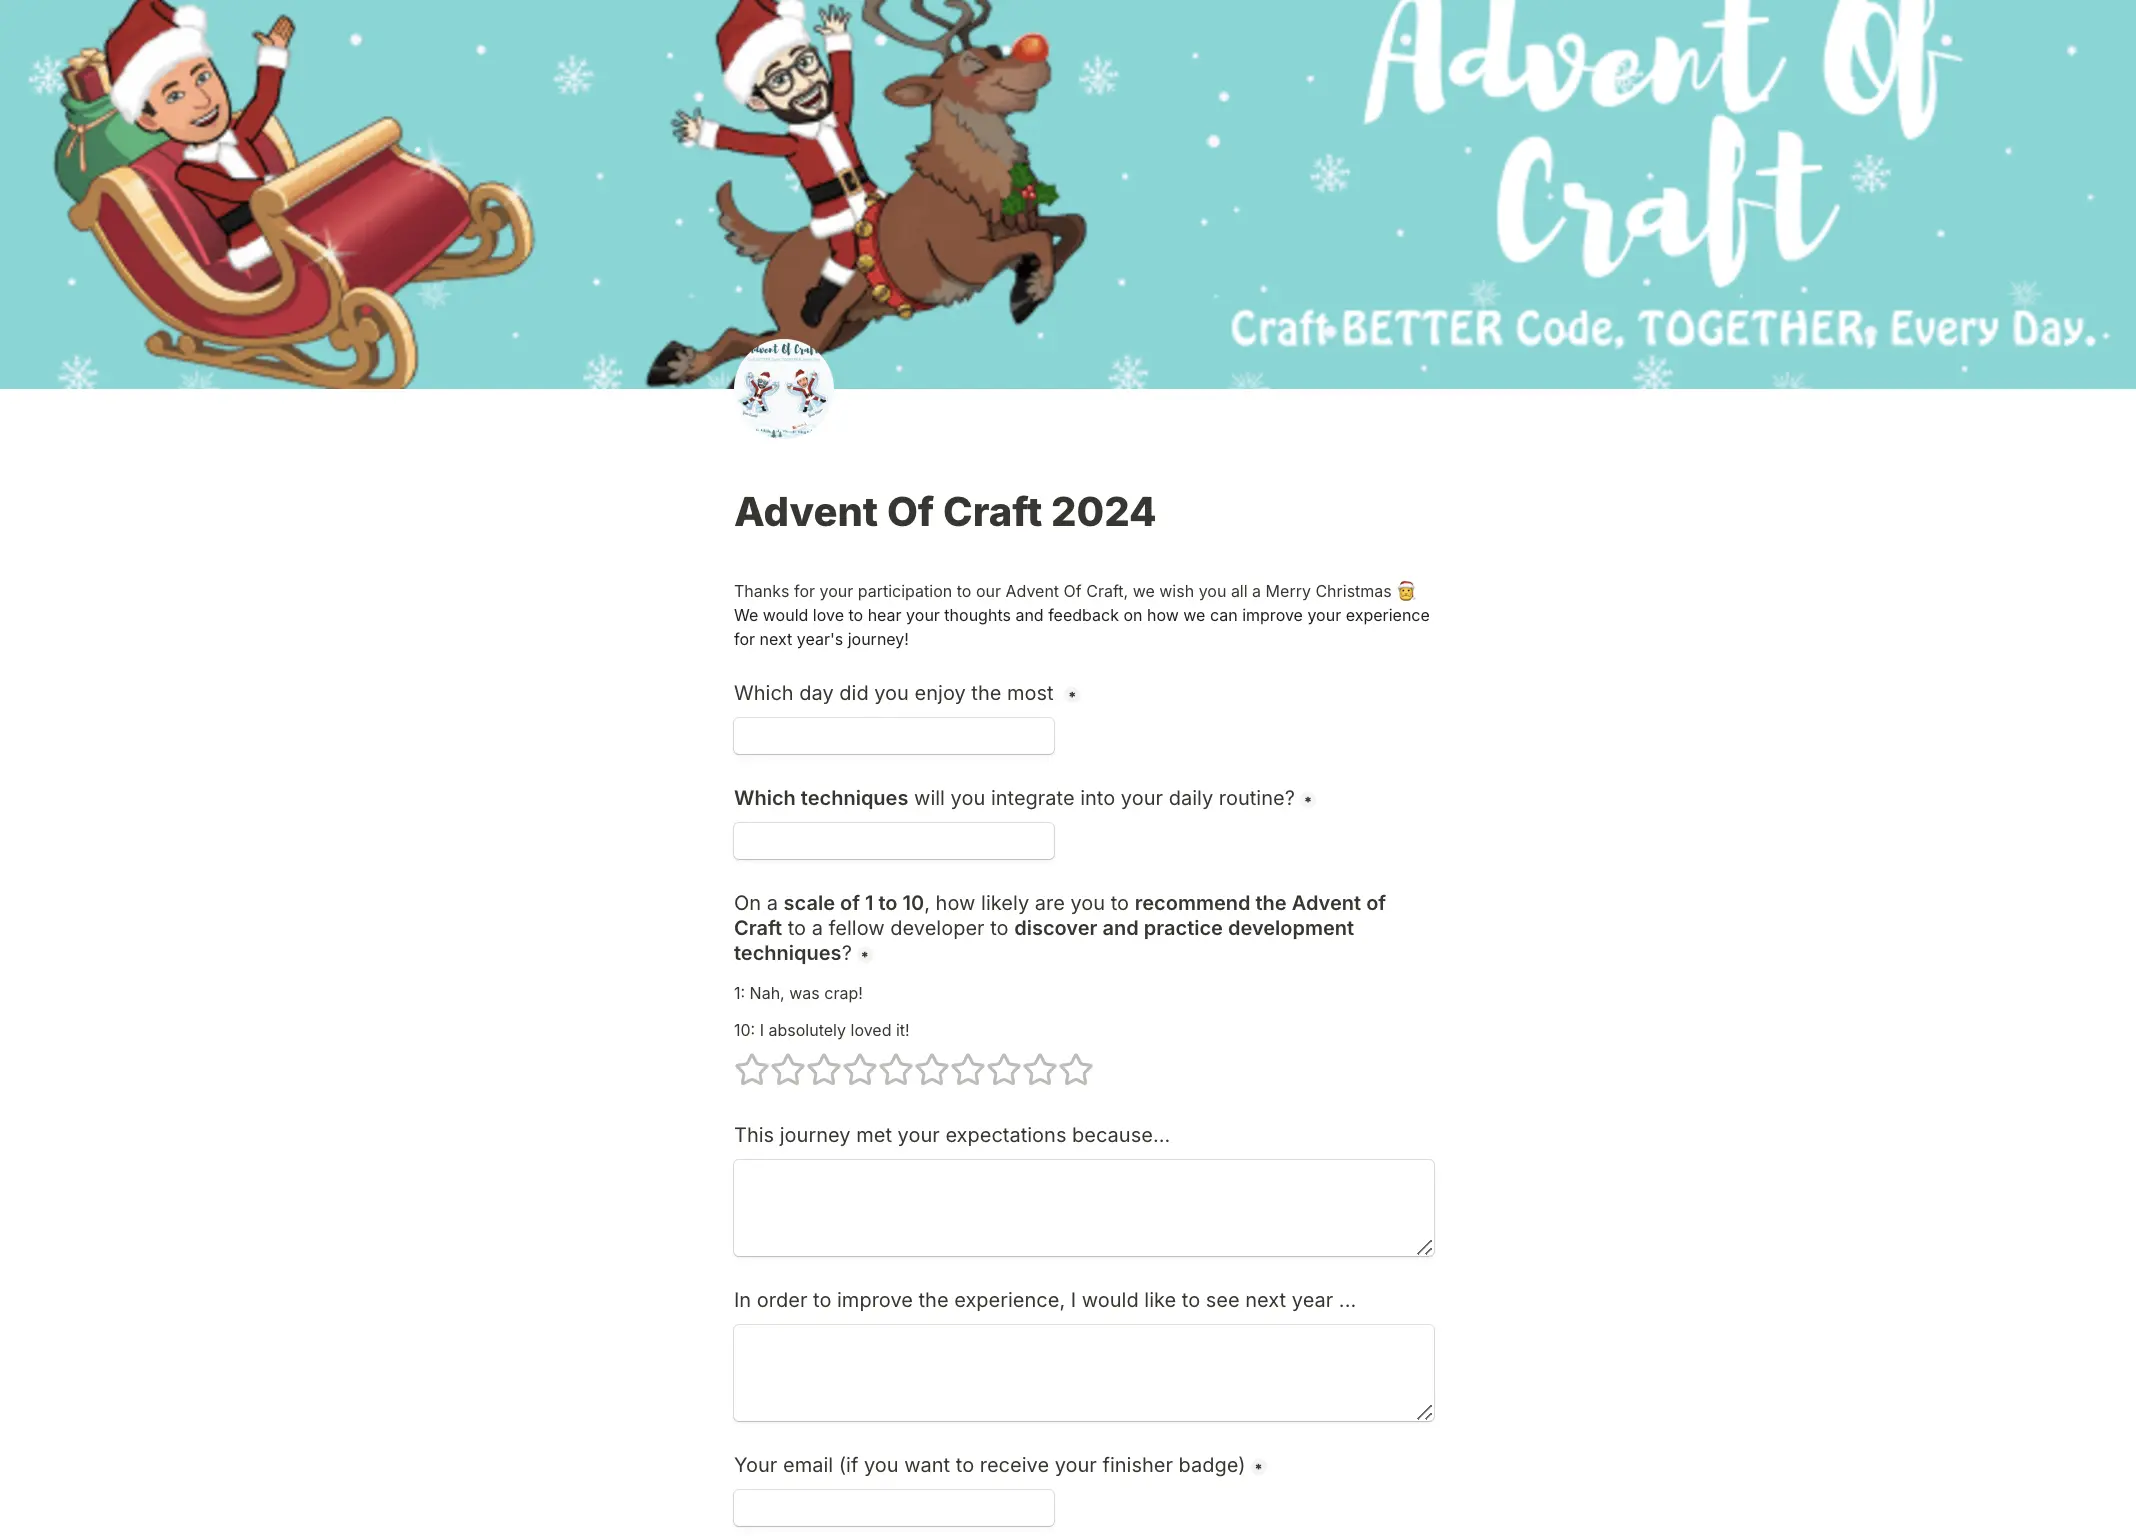 Advent Of
Craft
Craft BETTER Code, TOGETHER, Every Day.
Advent Of Craft
Advent Of Craft 2024
Thanks for your participation to our Advent Of Craft, we wish you all a Merry Christmas 🎅
We would love to hear your thoughts and feedback on how we can improve your experience
for next year's journey!
Which day did you enjoy the most *
Which techniques will you integrate into your daily routine? *
On a scale of 1 to 10, how likely are you to recommend the Advent of
Craft to a fellow developer to discover and practice development
techniques? *
1: Nah, was crap!
10: I absolutely loved it!
This journey met your expectations because...
In order to improve the experience, I would like to see next year ...
Your email (if you want to receive your finisher badge) *